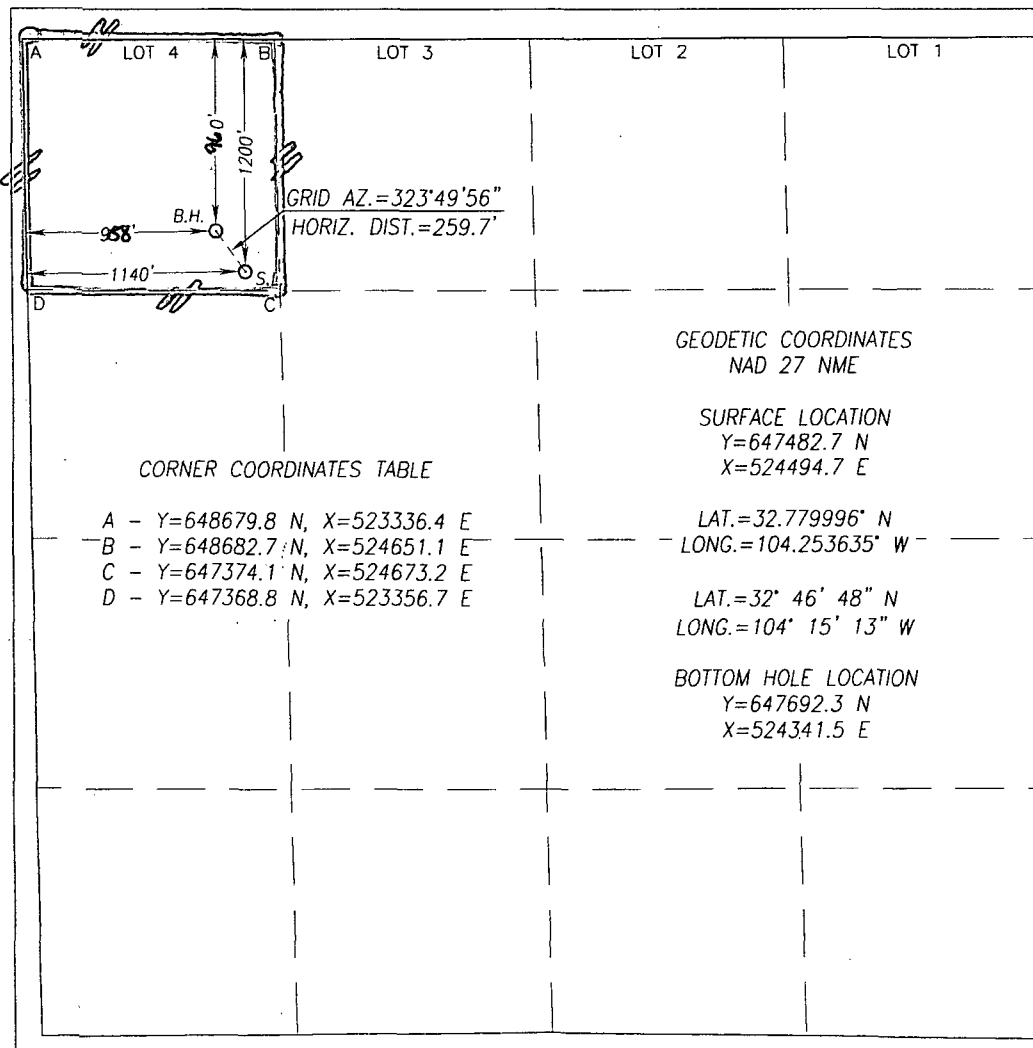 A LOT 4 B LOT 3 LOT 2 LOT 1
1200'
GRID AZ.=323°49'56"
HORIZ. DIST.=259.7'
B.H.
958'
1140'
S.
D C
GEODETIC COORDINATES
NAD 27 NME
SURFACE LOCATION
Y=647482.7 N
X=524494.7 E
LAT.=32.779996° N
LONG.=104.253635° W
LAT.=32° 46' 48" N
LONG.=104° 15' 13" W
BOTTOM HOLE LOCATION
Y=647692.3 N
X=524341.5 E
CORNER COORDINATES TABLE
A - Y=648679.8 N, X=523336.4 E
B - Y=648682.7 N, X=524651.1 E
C - Y=647374.1 N, X=524673.2 E
D - Y=647368.8 N, X=523356.7 E